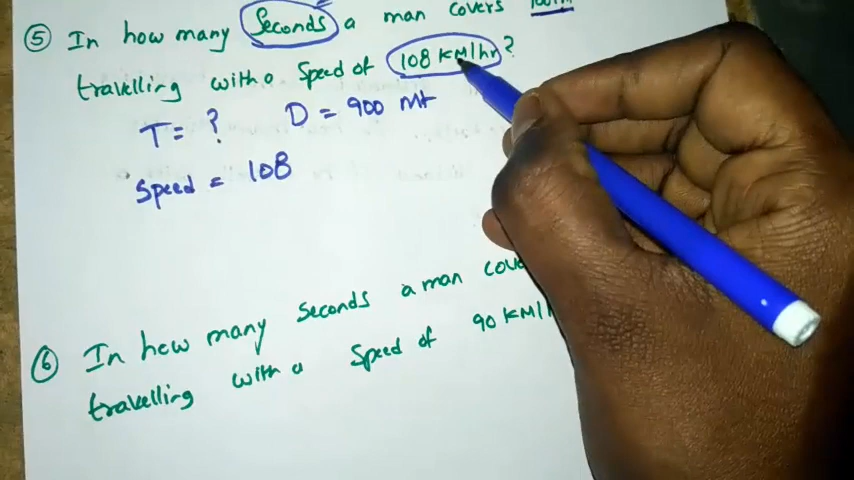 ⑤ In how many Seconds a man covers
travelling with a Speed of 108 KM/hr ?
T = ? D = 900 mt
Speed = 108
⑥ In how many Seconds a man
travelling with a Speed of 90 KM/